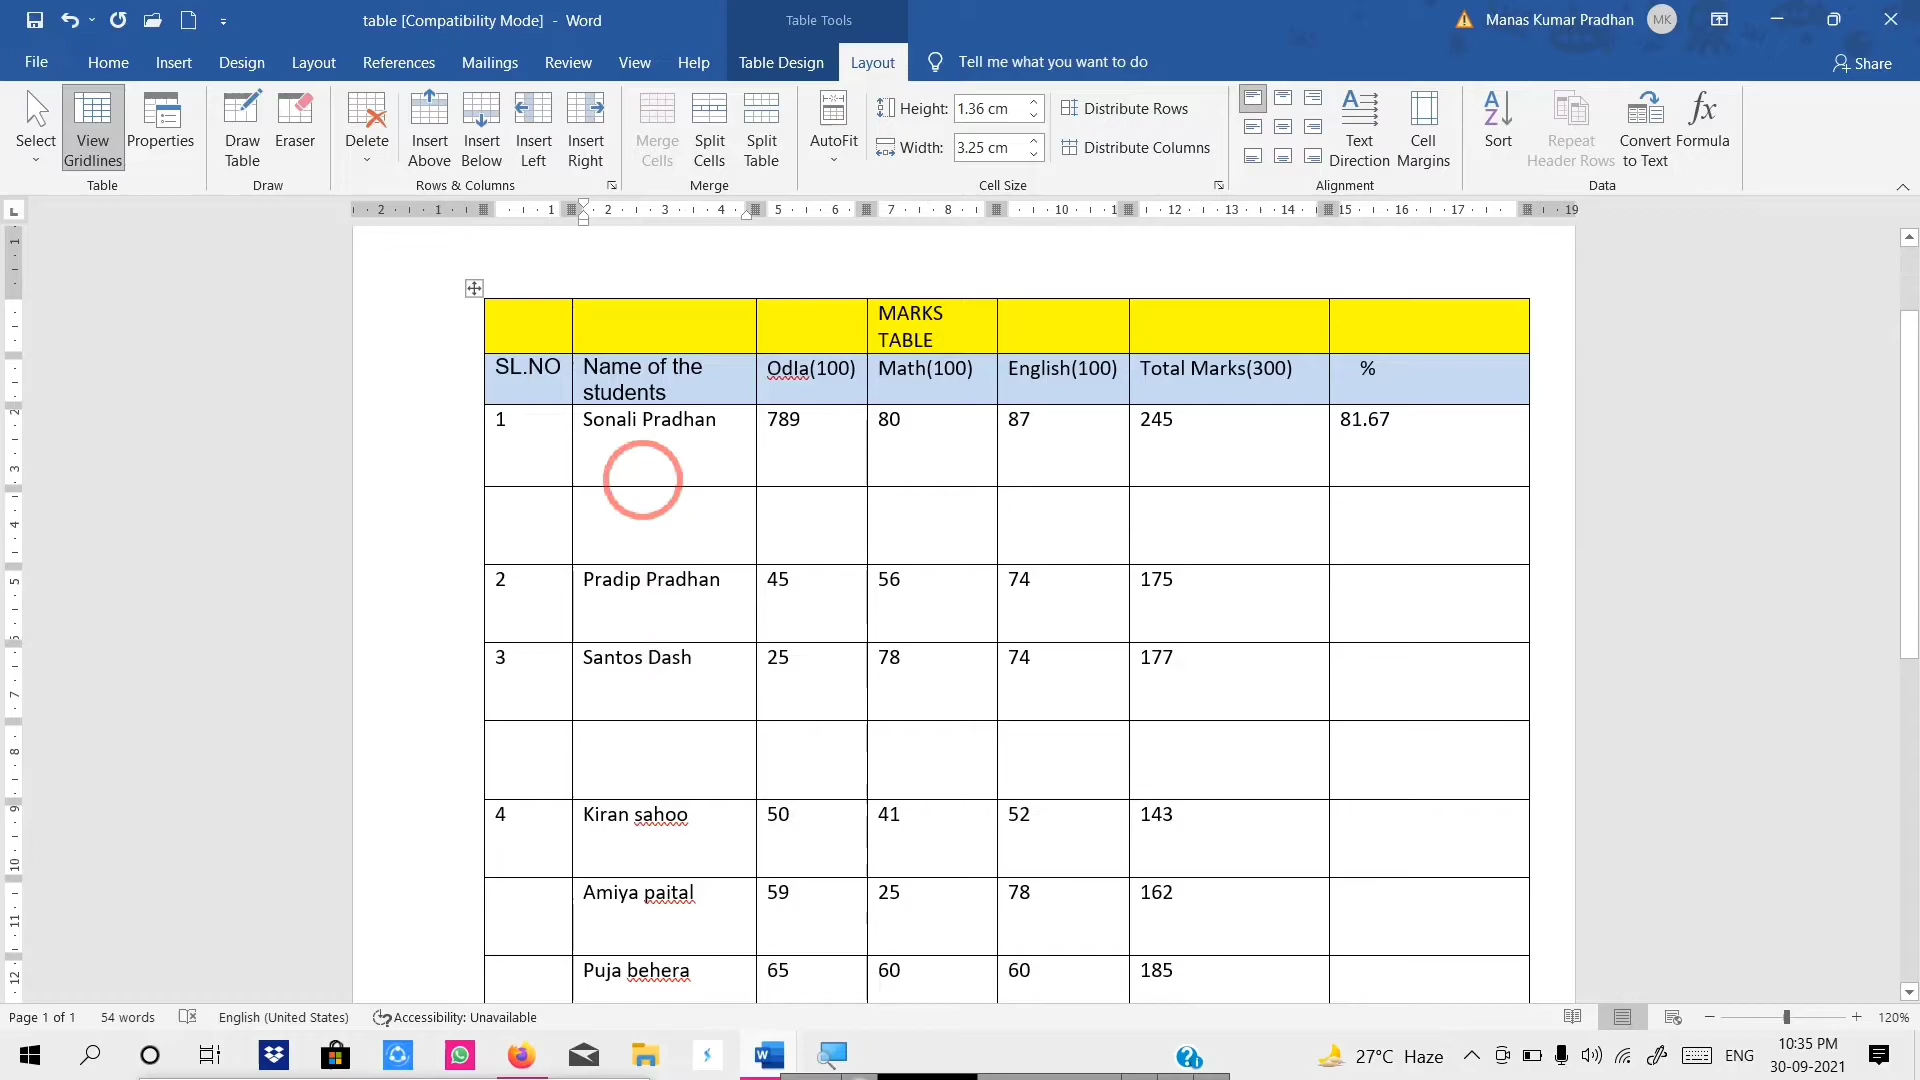 table [Compatibility Mode] - Word
Table Tools
Manas Kumar Pradhan MK
File Home Insert Design Layout References Mailings Review View Help Table Design Layout Tell me what you want to do Share
Select
View Gridlines
Properties
Table
Draw Table
Eraser
Draw
Delete
Insert Above
Insert Below
Insert Left
Insert Right
Rows & Columns
Merge Cells
Split Cells
Split Table
Merge
AutoFit
Height: 1.36 cm
Width: 3.25 cm
Distribute Rows
Distribute Columns
Cell Size
Text Direction
Cell Margins
Alignment
Sort
Repeat Header Rows
Convert to Text
Formula
Data
MARKS
TABLE
SL.NO Name of the students Odla(100) Math(100) English(100) Total Marks(300) %
1 Sonali Pradhan 789 80 87 245 81.67
2 Pradip Pradhan 45 56 74 175
3 Santos Dash 25 78 74 177
4 Kiran sahoo 50 41 52 143
Amiya paital 59 25 78 162
Puja behera 65 60 60 185
Page 1 of 1 54 words English (United States) Accessibility: Unavailable 120%
27°C Haze ENG 10:35 PM
30-09-2021